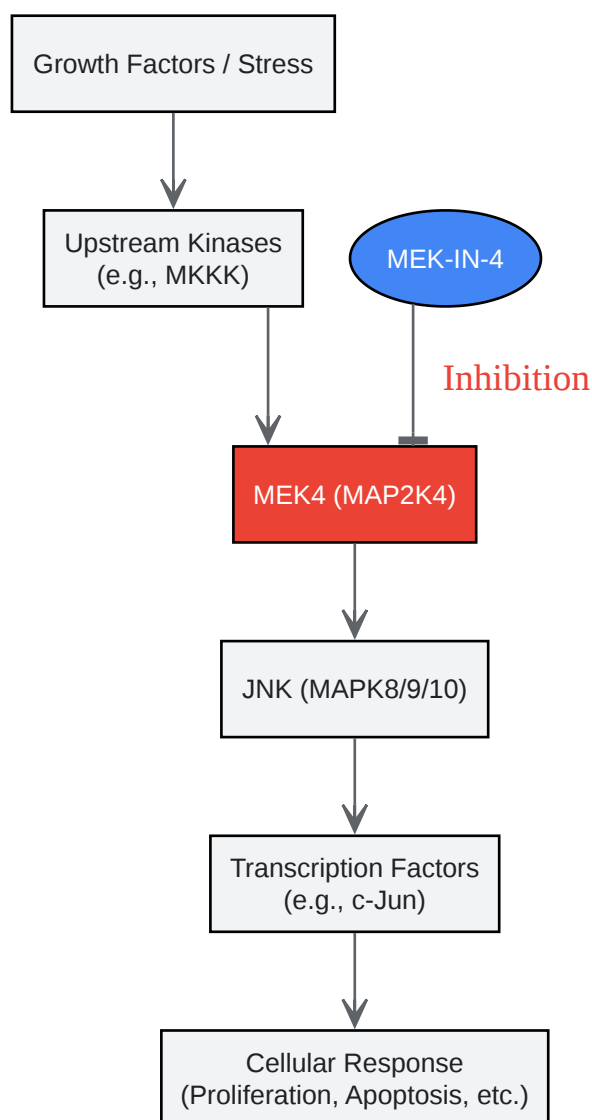 Growth Factors / Stress
Upstream Kinases
(e.g., MKKK)
MEK-IN-4
Inhibition
MEK4 (MAP2K4)
JNK (MAPK8/9/10)
Transcription Factors
(e.g., c-Jun)
Cellular Response
(Proliferation, Apoptosis, etc.)